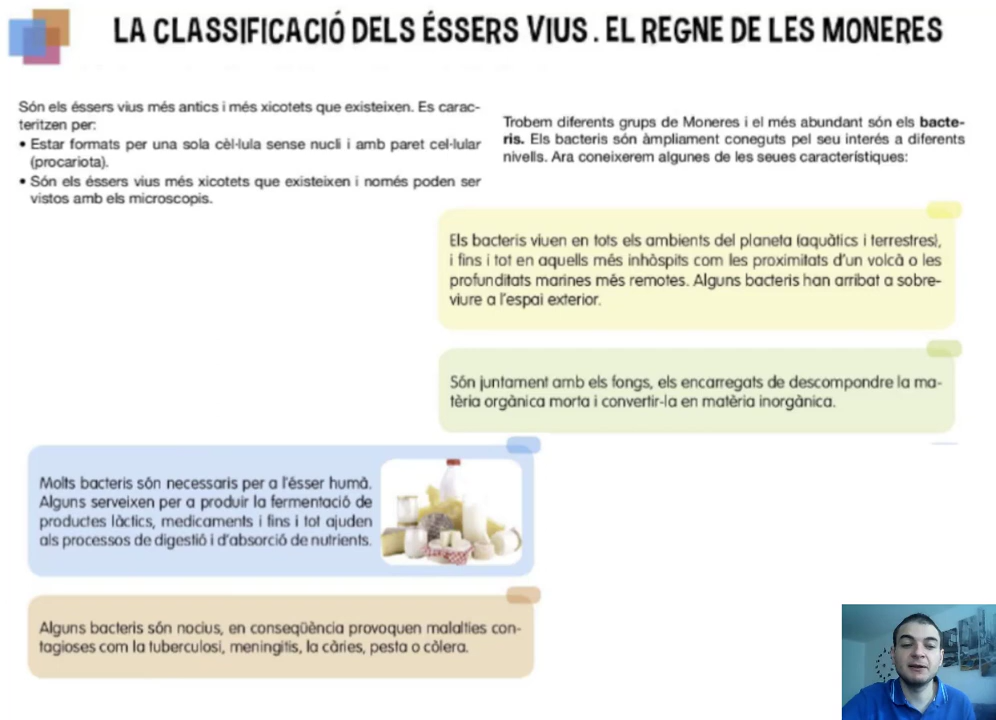 LA CLASSIFICACIÓ DELS ÉSSERS VIUS . EL REGNE DE LES MONERES
Són els éssers vius més antics i més xicotets que existeixen. Es carac-
teritzen per:
• Estar formats per una sola cèl·lula sense nucli i amb paret cel·lular
(procariota).
• Són els éssers vius més xicotets que existeixen i només poden ser
vistos amb els microscopis.
Trobem diferents grups de Moneres i el més abundant són els bacte-
ris. Els bacteris són àmpliament coneguts pel seu interés a diferents
nivells. Ara coneixerem algunes de les seues característiques:
Els bacteris viuen en tots els ambients del planeta (aquàtics i terrestres),
i fins i tot en aquells més inhòspits com les proximitats d'un volcà o les
profunditats marines més remotes. Alguns bacteris han arribat a sobre-
viure a l'espai exterior.
Són juntament amb els fongs, els encarregats de descompondre la ma-
tèria orgànica morta i convertir-la en matèria inorgànica.
Molts bacteris són necessaris per a l'ésser humà.
Alguns serveixen per a produir la fermentació de
productes làctics, medicaments i fins i tot ajuden
als processos de digestió i d'absorció de nutrients.
Alguns bacteris són nocius, en conseqüència provoquen malalties con-
tagioses com la tuberculosi, meningitis, la càries, pesta o còlera.